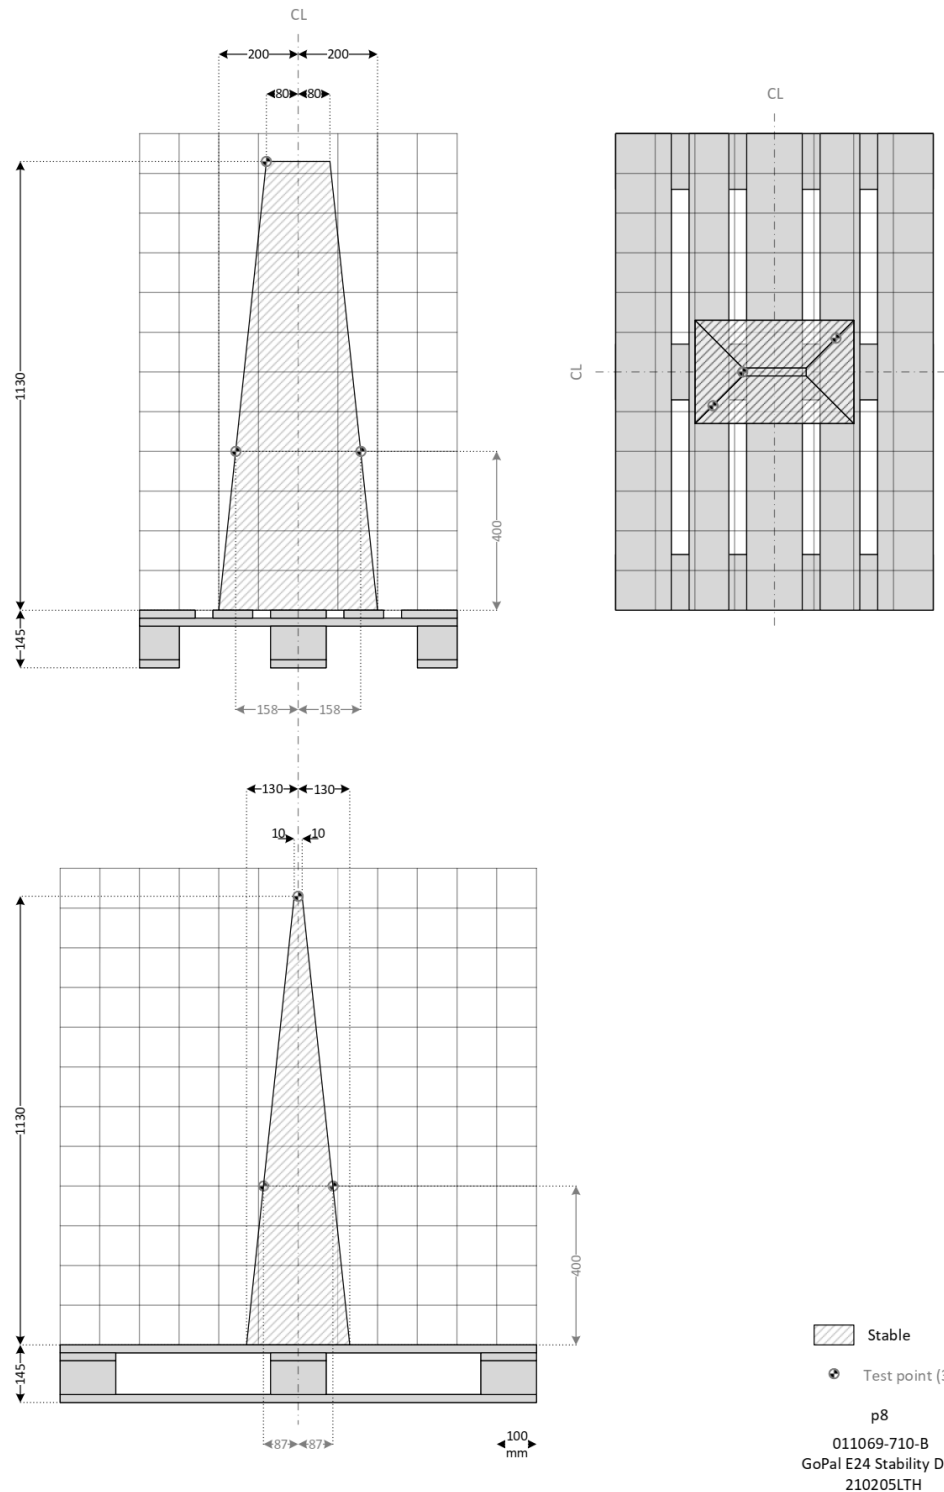 CL
200 200
80 80
CL
1130
CL
400
145
158 158
130 130
10 10
1130
400
145
Stable
Test point (
87 87
100
mm
p8
011069-710-B
GoPal E24 Stability D
210205LTH